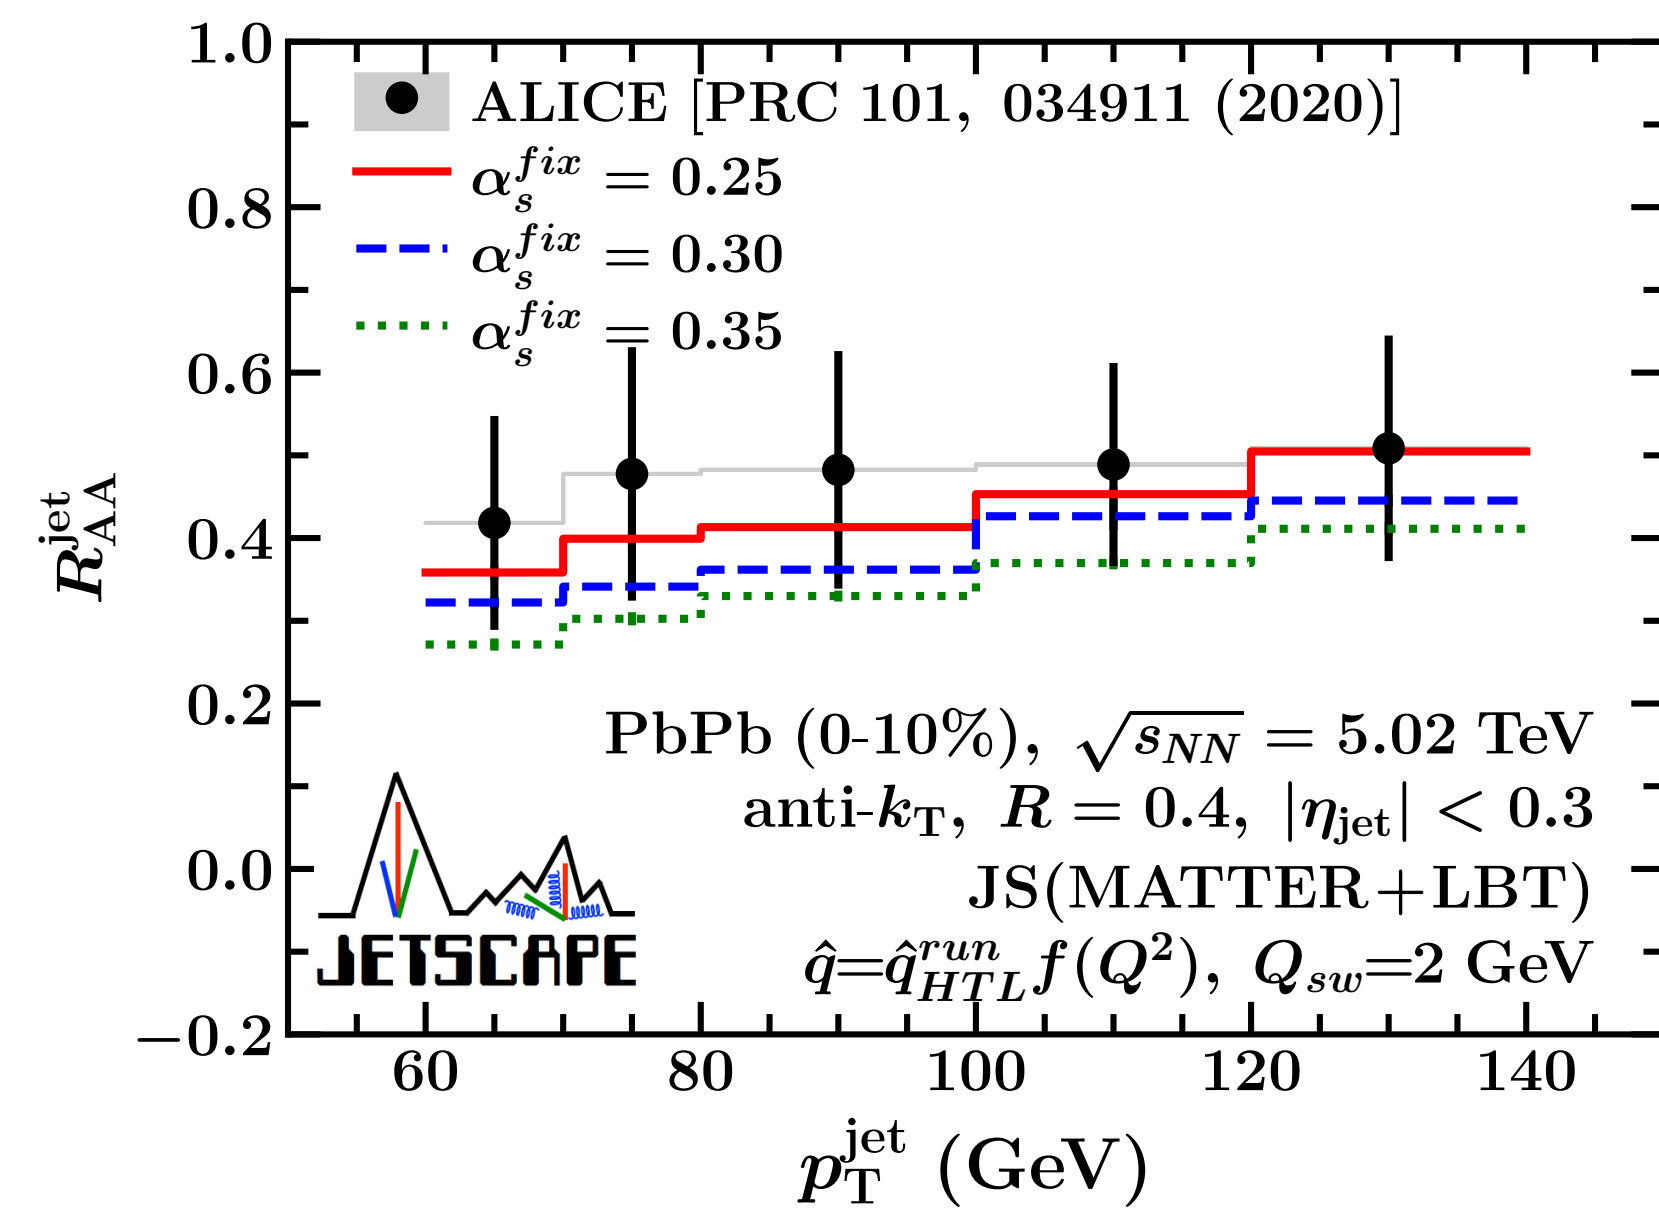 1.0
0.8
0.6
0.4
0.2
0.0
−0.2
R_AA^jet
ALICE [PRC 101, 034911 (2020)]
α_s^fix = 0.25
α_s^fix = 0.30
α_s^fix = 0.35
PbPb (0-10%), √s_NN = 5.02 TeV
anti-k_T, R = 0.4, |η_jet| < 0.3
JS(MATTER+LBT)
q̂=q̂_HTL^run f(Q²), Q_sw=2 GeV
JETSCAPE
60 80 100 120 140
p_T^jet (GeV)